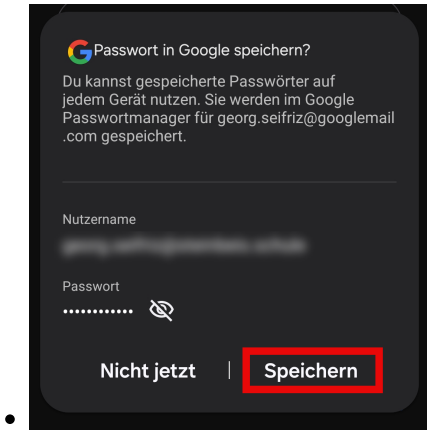 Passwort in Google speichern?
Du kannst gespeicherte Passwörter auf
jedem Gerät nutzen. Sie werden im Google
Passwortmanager für georg.seifriz@googlemail
.com gespeichert.
Nutzername
Passwort
Nicht jetzt | Speichern